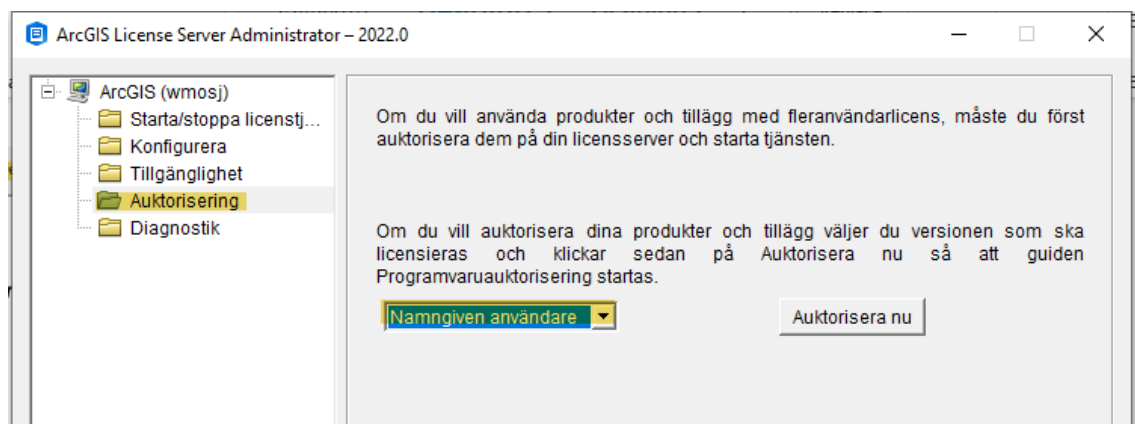 ArcGIS License Server Administrator – 2022.0
ArcGIS (wmosj)
Starta/stoppa licenstj...
Konfigurera
Tillgänglighet
Auktorisering
Diagnostik
Om du vill använda produkter och tillägg med fleranvändarlicens, måste du först
auktorisera dem på din licensserver och starta tjänsten.
Om du vill auktorisera dina produkter och tillägg väljer du versionen som ska
licensieras och klickar sedan på Auktorisera nu så att guiden
Programvaruauktorisering startas.
Namngiven användare
Auktorisera nu